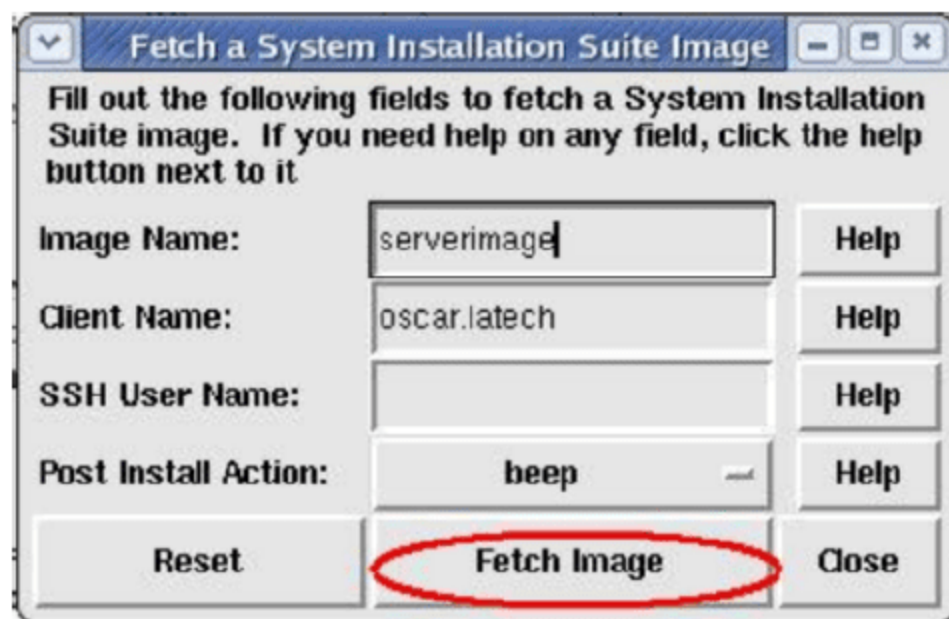 Fetch a System Installation Suite Image
Fill out the following fields to fetch a System Installation
Suite image. If you need help on any field, click the help
button next to it
Image Name: serverimage Help
Client Name: oscar.latech Help
SSH User Name: Help
Post Install Action: beep Help
Reset Fetch Image Close